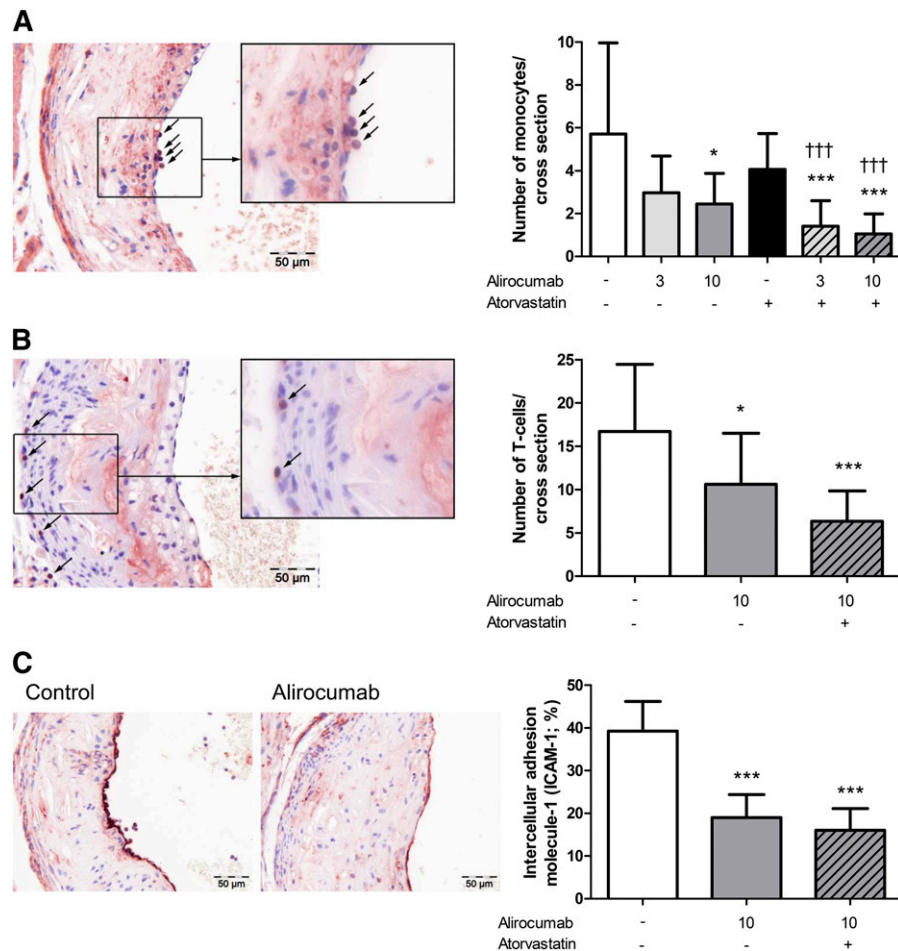 A
50 µm
Number of monocytes/
cross section
10
8
6
4
2
0
*
†††
***
†††
***
Alirocumab - 3 10 - 3 10
Atorvastatin - - - + + +
B
50 µm
Number of T-cells/
cross section
25
20
15
10
5
0
*
***
Alirocumab - 10 10
Atorvastatin - - +
C
Control
Alirocumab
50 µm
50 µm
Intercellular adhesion
molecule-1 (ICAM-1; %)
50
40
30
20
10
0
***
***
Alirocumab - 10 10
Atorvastatin - - +